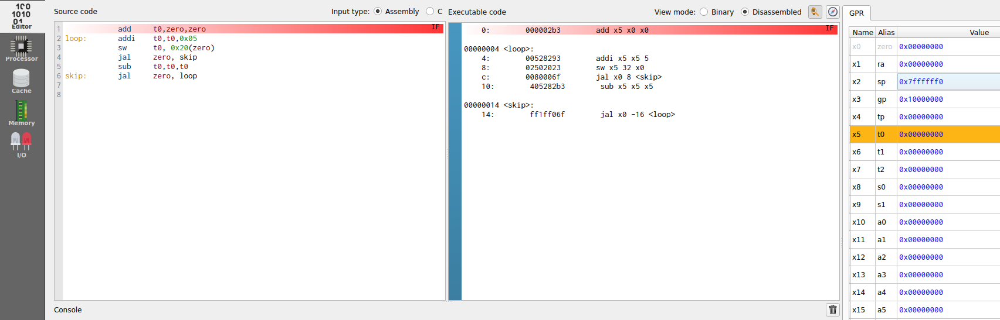 100
1010
01
Editor
Processor
Cache
Memory
I/O
Source code Input type: Assembly C
1 add t0,zero,zero IF
2 loop: addi t0,t0,0x05
3 sw t0, 0x20(zero)
4 jal zero, skip
5 sub t0,t0,t0
6 skip: jal zero, loop
7
8
Executable code View mode: Binary Disassembled
0: 000002b3 add x5 x0 x0 IF
00000004 <loop>:
4: 00528293 addi x5 x5 5
8: 02502023 sw x5 32 x0
c: 0080006f jal x0 8 <skip>
10: 405282b3 sub x5 x5 x5
00000014 <skip>:
14: ff1ff06f jal x0 -16 <loop>
Console
GPR
Name Alias Value
x0 zero 0x00000000
x1 ra 0x00000000
x2 sp 0x7ffffff0
x3 gp 0x10000000
x4 tp 0x00000000
x5 t0 0x00000000
x6 t1 0x00000000
x7 t2 0x00000000
x8 s0 0x00000000
x9 s1 0x00000000
x10 a0 0x00000000
x11 a1 0x00000000
x12 a2 0x00000000
x13 a3 0x00000000
x14 a4 0x00000000
x15 a5 0x00000000